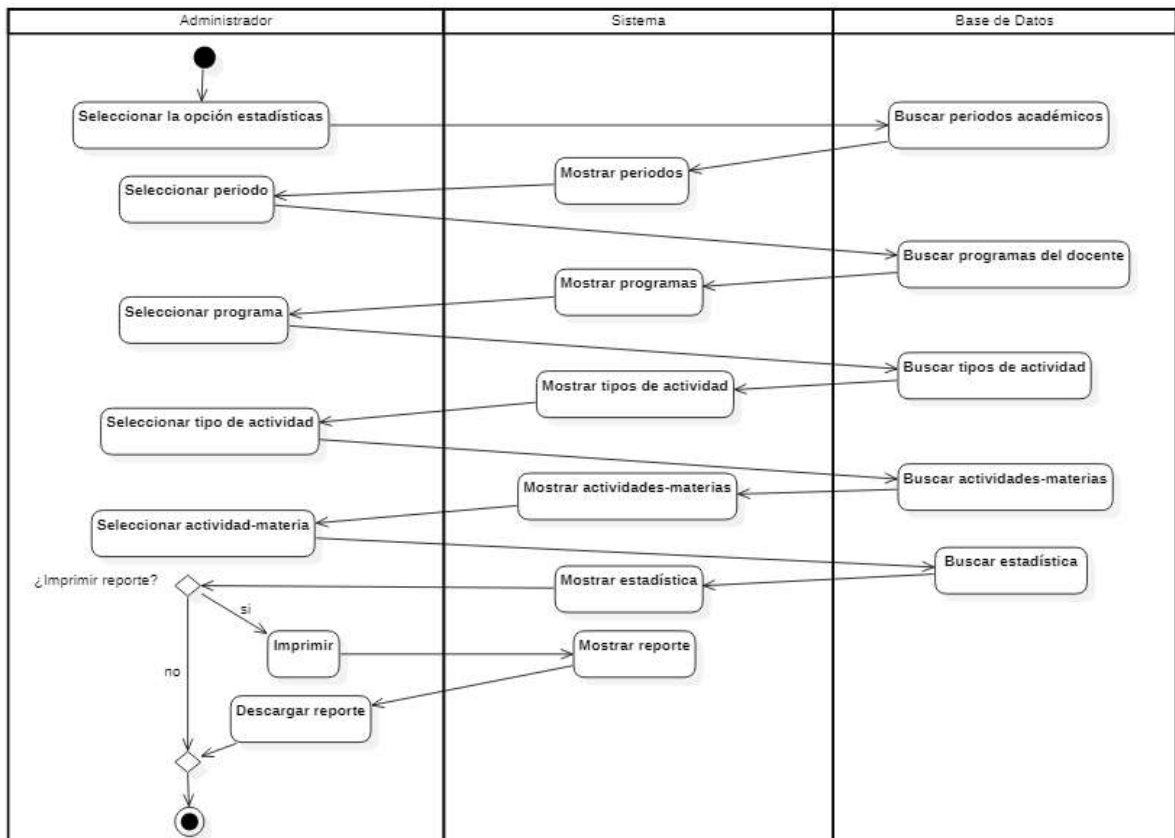 Administrador
Sistema
Base de Datos
Seleccionar la opción estadísticas
Buscar periodos académicos
Mostrar periodos
Seleccionar periodo
Buscar programas del docente
Mostrar programas
Seleccionar programa
Buscar tipos de actividad
Mostrar tipos de actividad
Seleccionar tipo de actividad
Buscar actividades-materias
Mostrar actividades-materias
Seleccionar actividad-materia
Buscar estadística
Mostrar estadística
¿Imprimir reporte?
si
Imprimir
Mostrar reporte
no
Descargar reporte